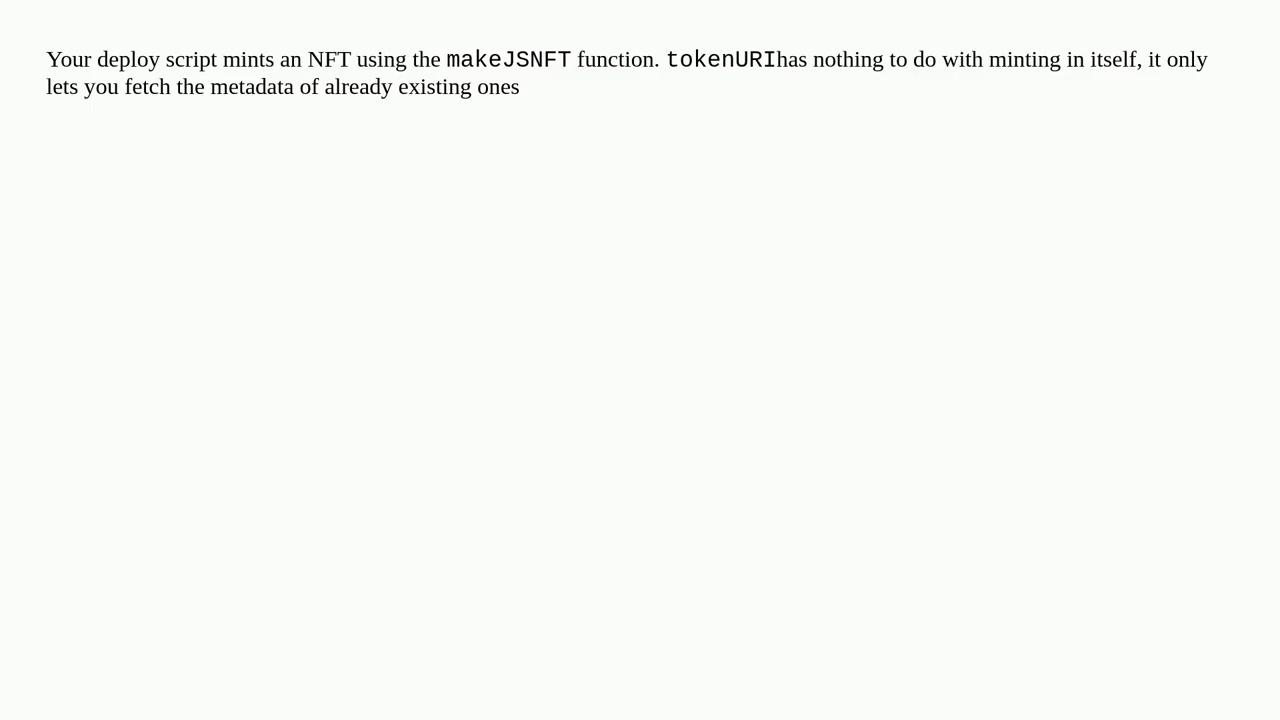 Your deploy script mints an NFT using the makeJSNFT function. tokenURIhas nothing to do with minting in itself, it only
lets you fetch the metadata of already existing ones